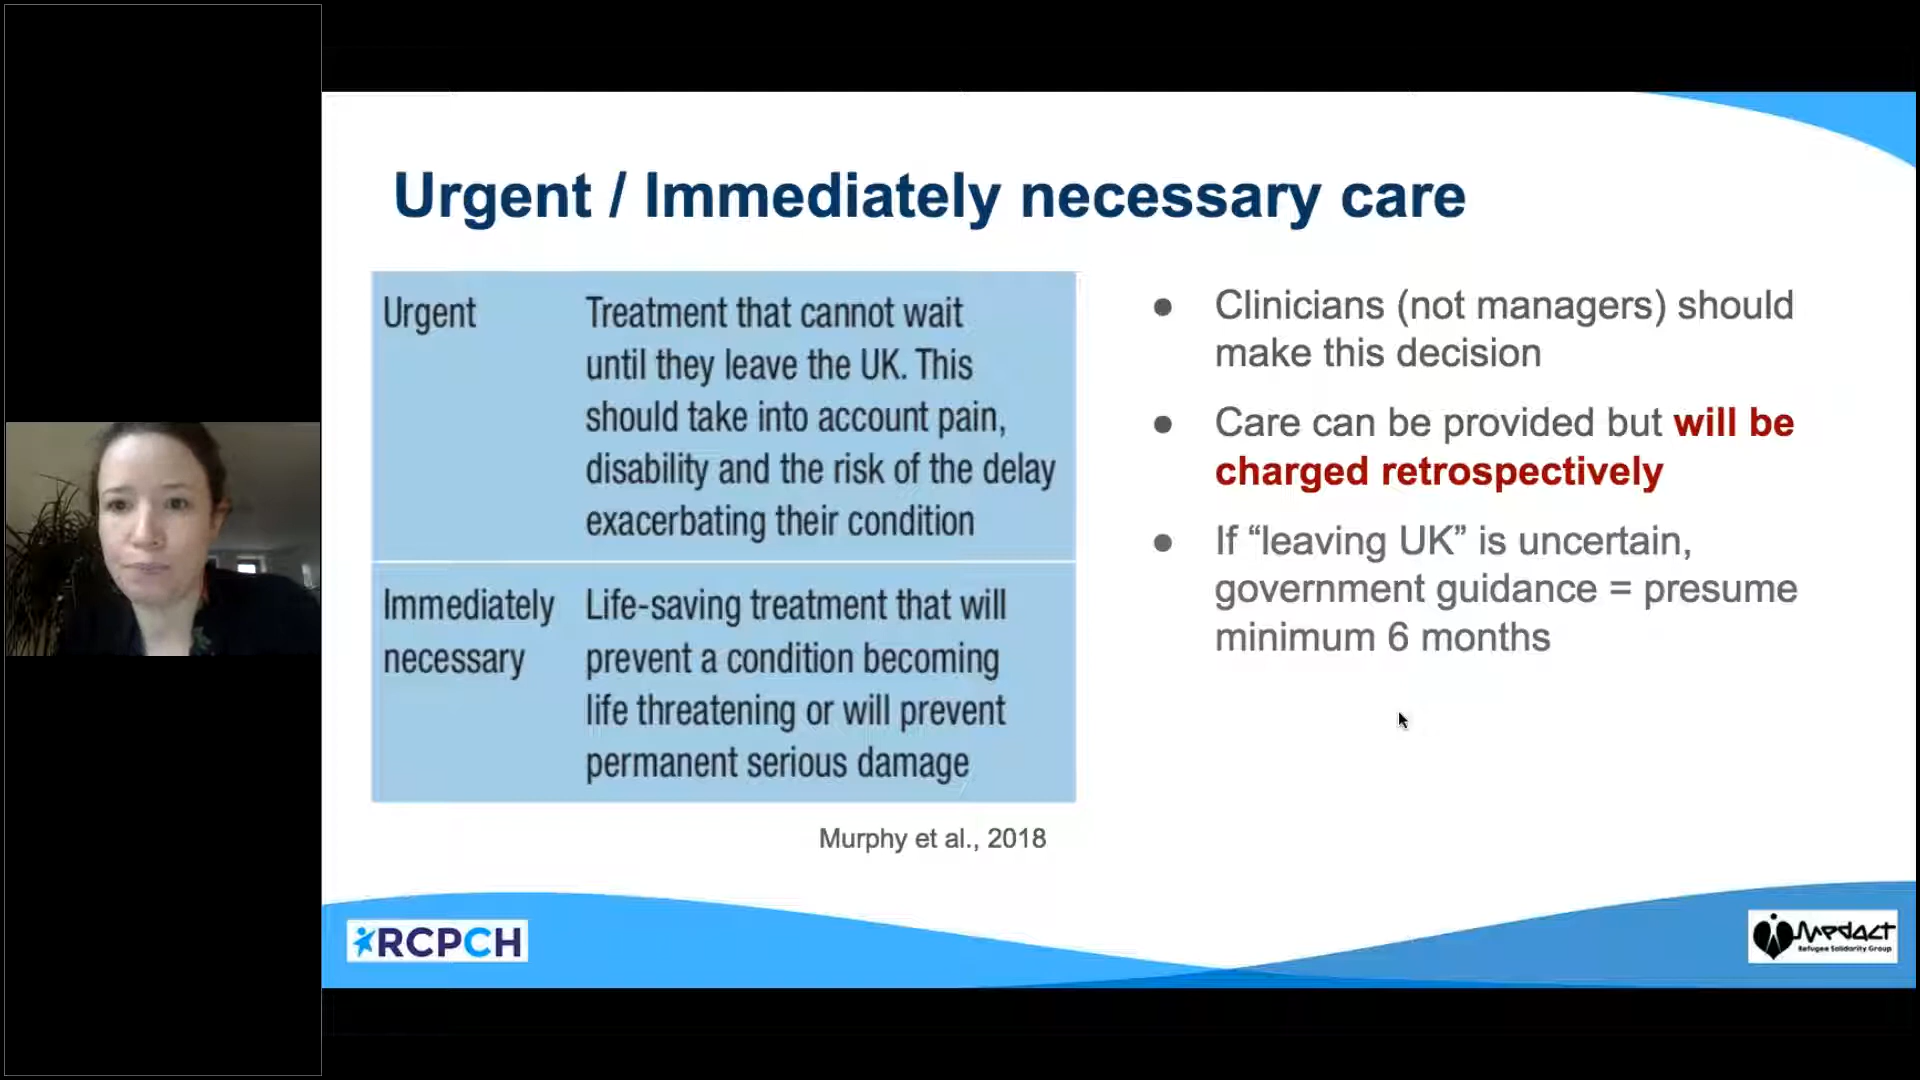 Urgent / Immediately necessary care
Urgent
Treatment that cannot wait
until they leave the UK. This
should take into account pain,
disability and the risk of the delay
exacerbating their condition
Immediately
necessary
Life-saving treatment that will
prevent a condition becoming
life threatening or will prevent
permanent serious damage
Murphy et al., 2018
● Clinicians (not managers) should
make this decision
● Care can be provided but will be
charged retrospectively
● If “leaving UK” is uncertain,
government guidance = presume
minimum 6 months
RCPCH
Medact
Refugee Solidarity Group